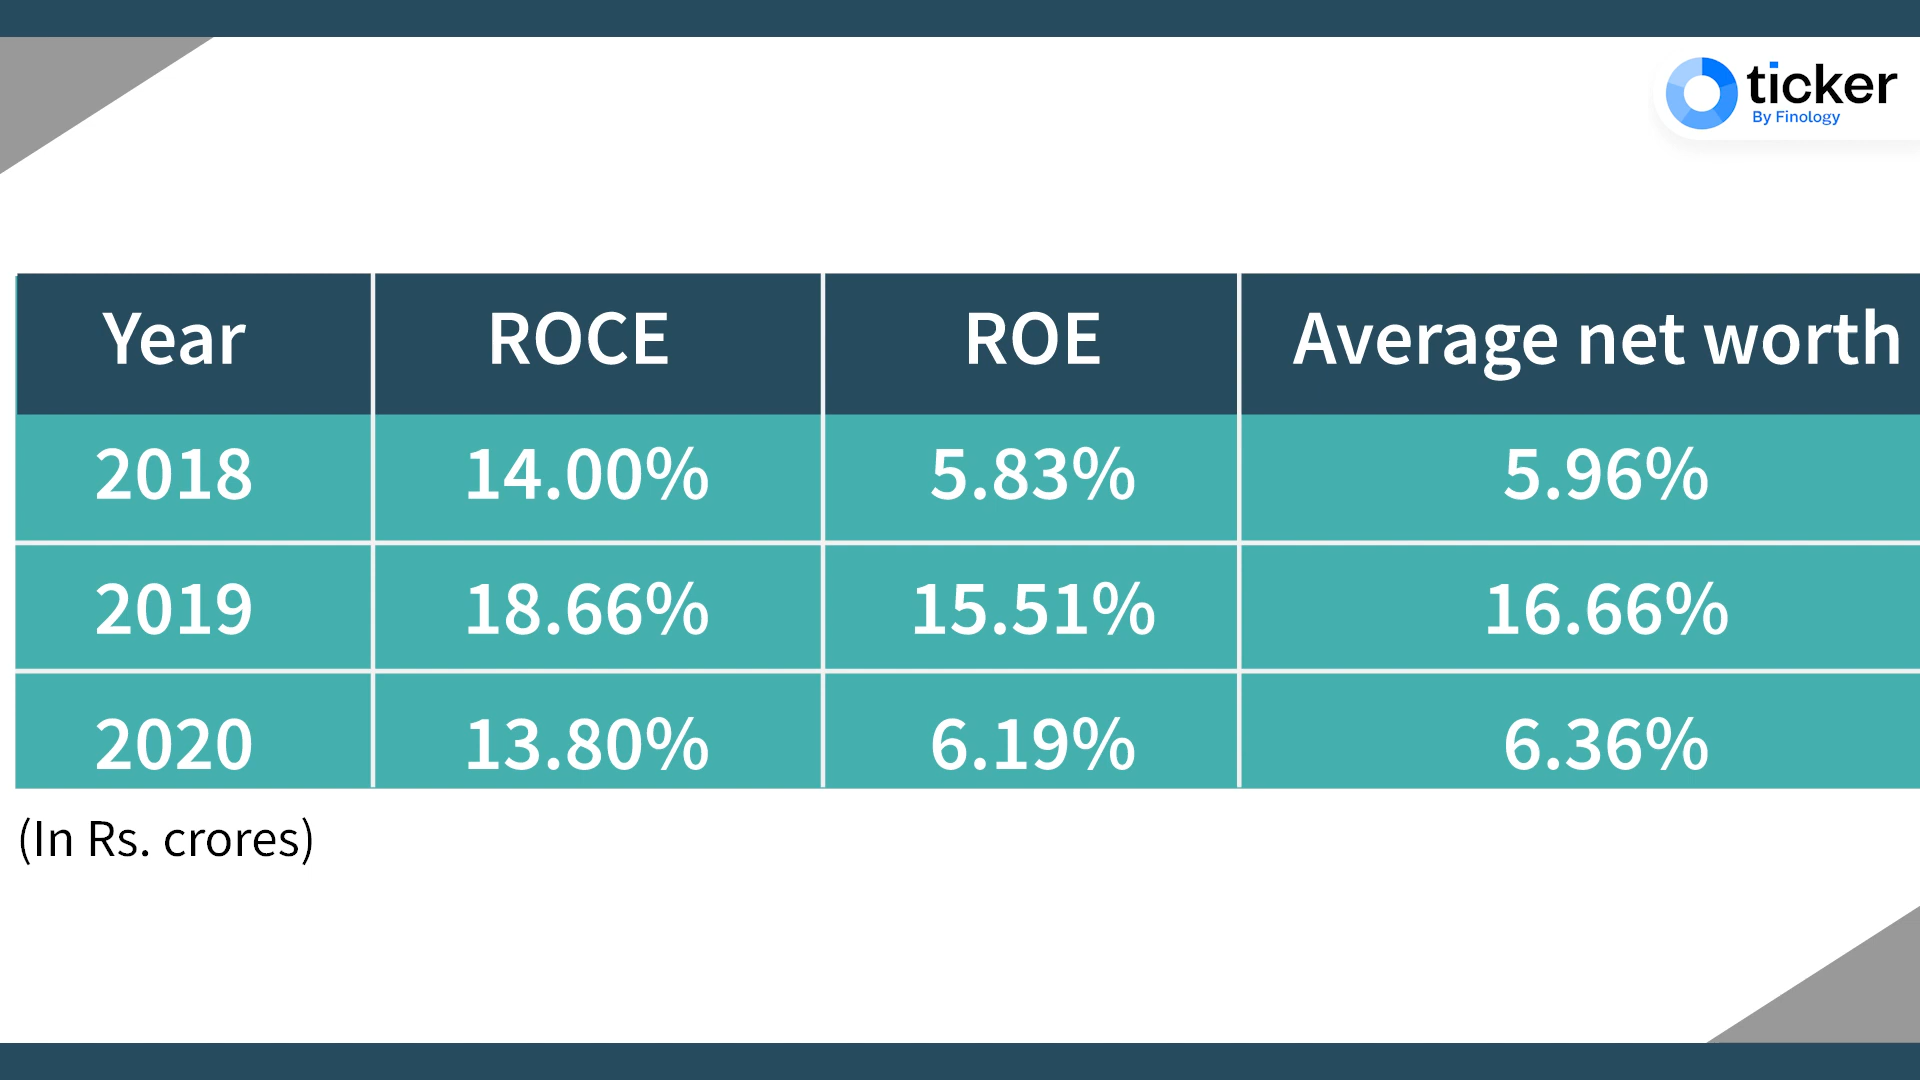 ticker
By Finology
Year ROCE ROE Average net worth
2018 14.00% 5.83% 5.96%
2019 18.66% 15.51% 16.66%
2020 13.80% 6.19% 6.36%
(In Rs. crores)